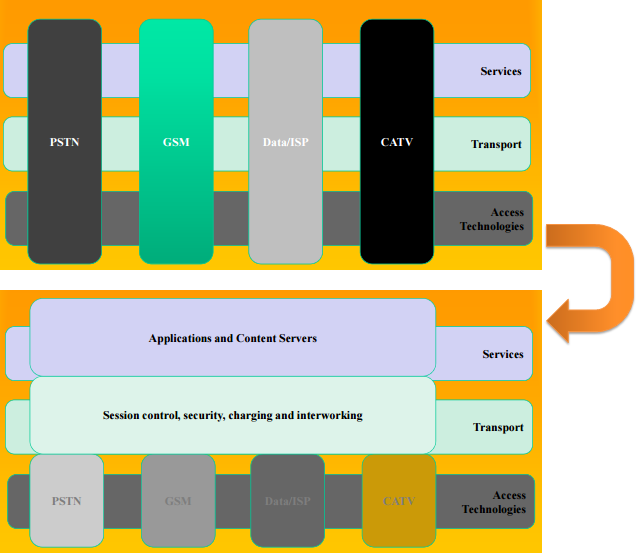 Services
PSTN
GSM
Data/ISP
CATV
Transport
Access
Technologies
Applications and Content Servers
Services
Session control, security, charging and interworking
Transport
PSTN
GSM
Data/ISP
CATV
Access
Technologies